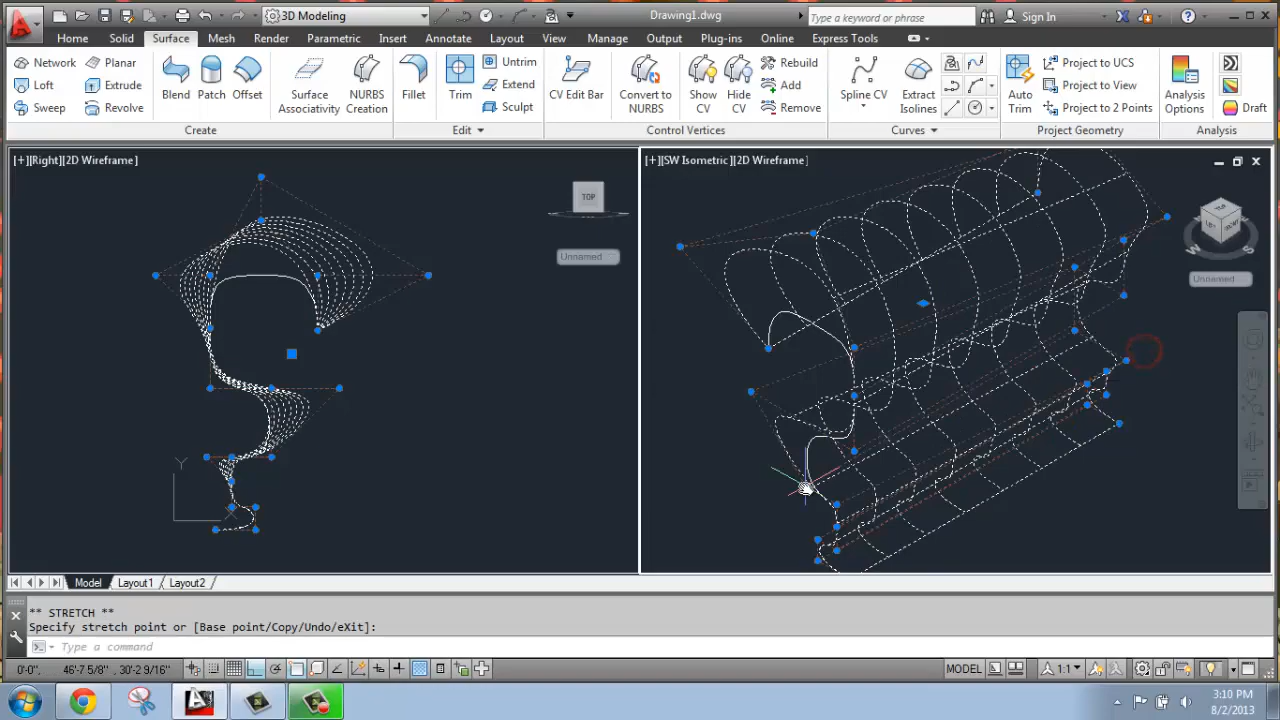 3D Modeling
Drawing1.dwg
Type a keyword or phrase
Sign In
Home Solid Surface Mesh Render Parametric Insert Annotate Layout View Manage Output Plug-ins Online Express Tools
Network Planar
Loft Extrude
Sweep Revolve
Blend Patch Offset
Surface Associativity
NURBS Creation
Fillet Trim
Untrim
Extend
Sculpt
CV Edit Bar
Convert to NURBS
Show CV
Hide CV
Rebuild
Add
Remove
Spline CV
Extract Isolines
Auto Trim
Project to UCS
Project to View
Project to 2 Points
Analysis Options
Draft
Create Edit Control Vertices Curves Project Geometry Analysis
[+][Right][2D Wireframe]
[+][SW Isometric][2D Wireframe]
TOP
Unnamed
TOP
LEFT FRONT
W S
Unnamed
Y
X
Model Layout1 Layout2
** STRETCH **
Specify stretch point or [Base point/Copy/Undo/eXit]:
Type a command
0'-0", 46'-7 5/8", 30'-2 9/16"
MODEL
1:1
3:10 PM
8/2/2013